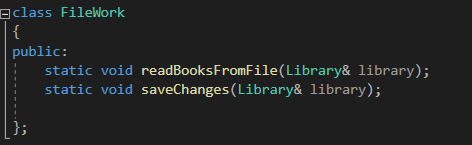 class FileWork
{
public:
    static void readBooksFromFile(Library& library);
    static void saveChanges(Library& library);
};